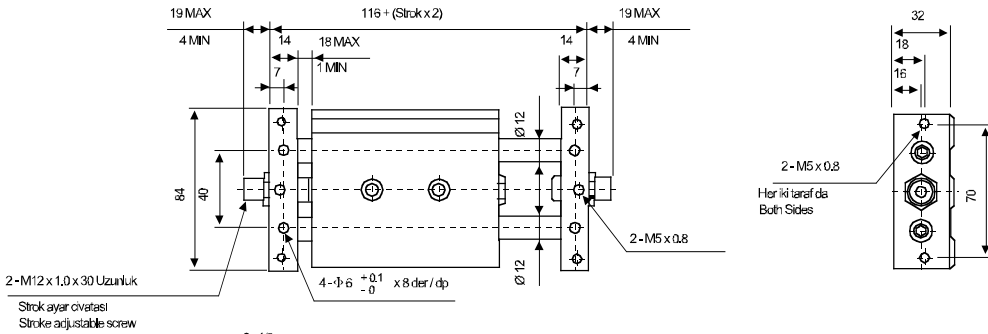 19 MAX
116 + (Strok x 2)
19 MAX
32
4 MIN
14
18 MAX
14
4 MIN
18
7
1 MIN
7
16
Ø 12
84
40
2 - M5 x 0.8
Her iki taraf da
Both Sides
70
2 - M5 x 0.8
2 - M12 x 1.0 x 30 Uzunluk
4 - Φ 6 +0.1 -0 x 8 der / dp
Ø 12
Strok ayar civatası
Stroke adjustable screw